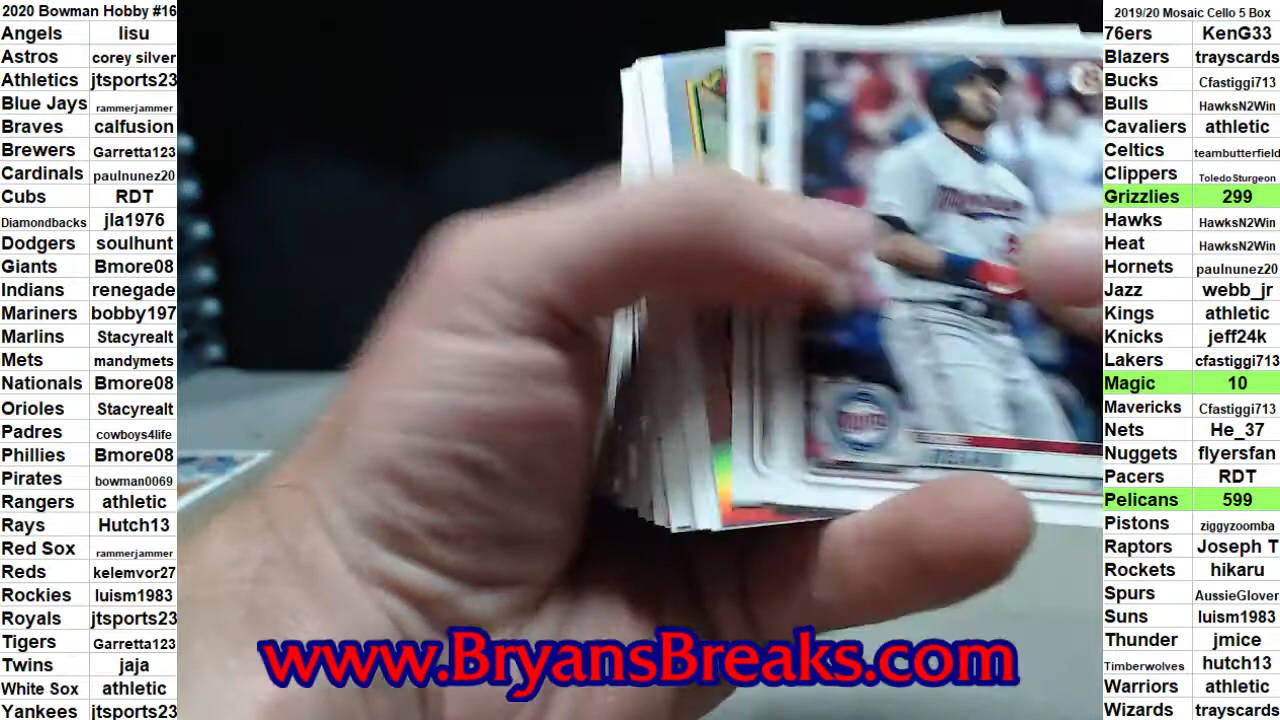 2020 Bowman Hobby #16
Angels lisu
Astros corey silver
Athletics jtsports23
Blue Jays rammerjammer
Braves calfusion
Brewers Garretta123
Cardinals paulnunez20
Cubs RDT
Diamondbacks jla1976
Dodgers soulhunt
Giants Bmore08
Indians renegade
Mariners bobby197
Marlins Stacyrealt
Mets mandymets
Nationals Bmore08
Orioles Stacyrealt
Padres cowboys4life
Phillies Bmore08
Pirates bowman0069
Rangers athletic
Rays Hutch13
Red Sox rammerjammer
Reds kelemvor27
Rockies luism1983
Royals jtsports23
Tigers Garretta123
Twins jaja
White Sox athletic
Yankees jtsports23
www.BryansBreaks.com
2019/20 Mosaic Cello 5 Box
76ers KenG33
Blazers trayscards
Bucks Cfastiggi713
Bulls HawksN2Win
Cavaliers athletic
Celtics teambutterfield
Clippers ToledoSturgeon
Grizzlies 299
Hawks HawksN2Win
Heat HawksN2Win
Hornets paulnunez20
Jazz webb_jr
Kings athletic
Knicks jeff24k
Lakers cfastiggi713
Magic 10
Mavericks Cfastiggi713
Nets He_37
Nuggets flyersfan
Pacers RDT
Pelicans 599
Pistons ziggyzoomba
Raptors Joseph T
Rockets hikaru
Spurs AussieGlover
Suns luism1983
Thunder jmice
Timberwolves hutch13
Warriors athletic
Wizards trayscards